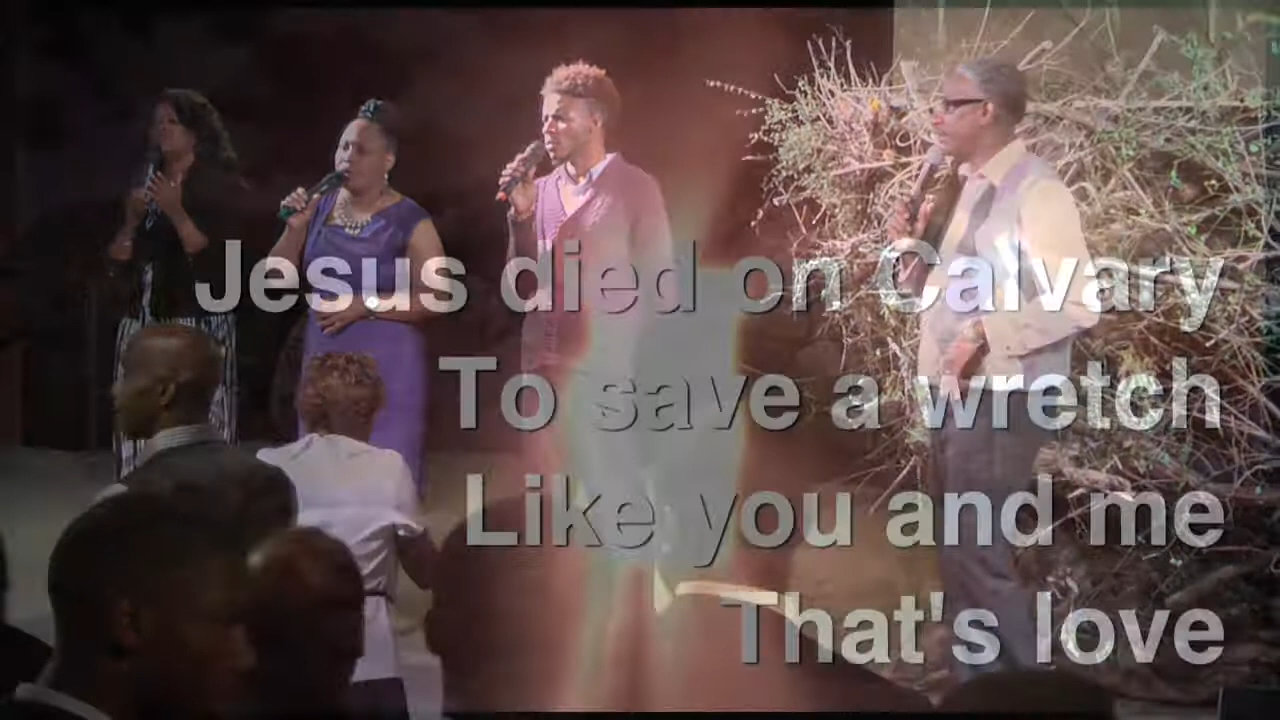 Jesus died on Calvary
To save a wretch
Like you and me
That's love